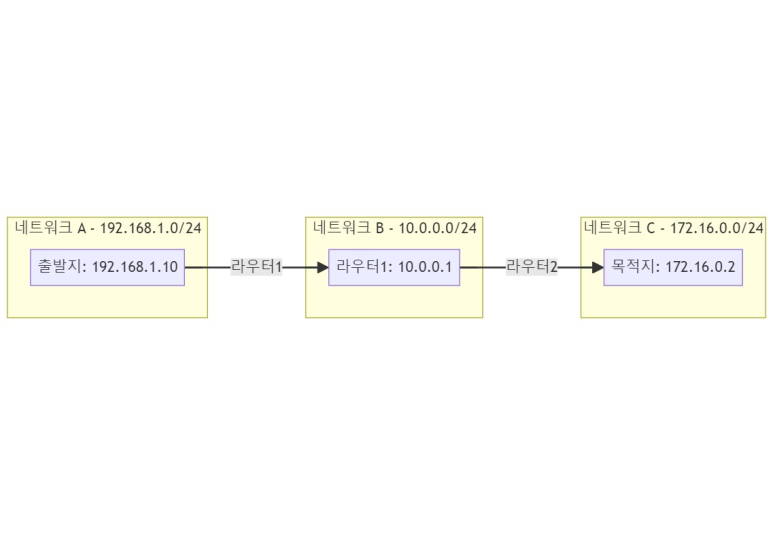 네트워크 A - 192.168.1.0/24
출발지: 192.168.1.10
라우터1
네트워크 B - 10.0.0.0/24
라우터1: 10.0.0.1
라우터2
네트워크 C - 172.16.0.0/24
목적지: 172.16.0.2